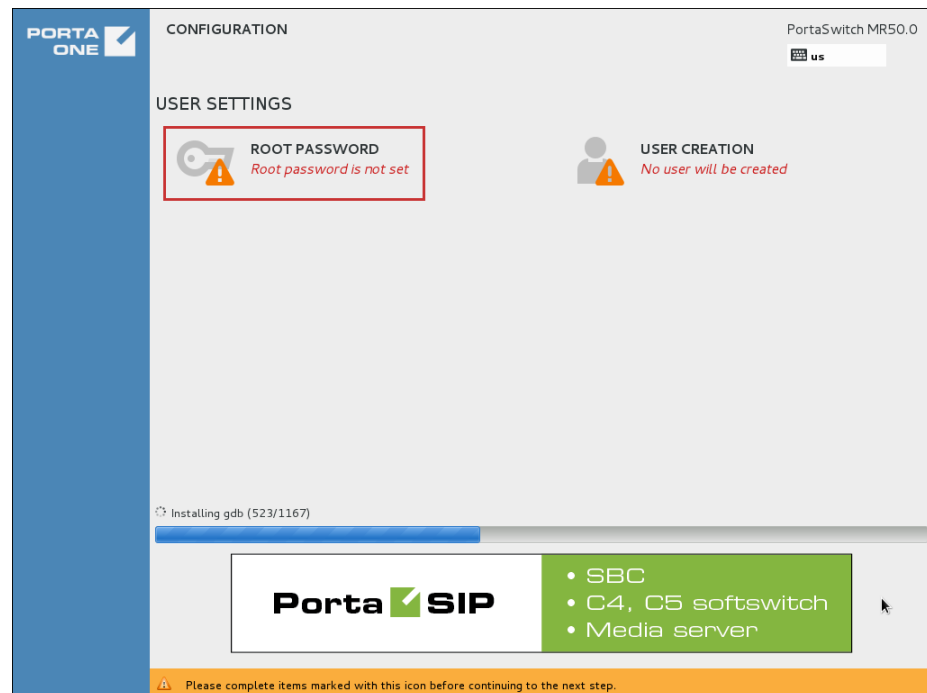 PORTA
ONE
CONFIGURATION
PortaSwitch MR50.0
us
USER SETTINGS
ROOT PASSWORD
Root password is not set
USER CREATION
No user will be created
Installing gdb (523/1167)
Porta SIP
• SBC
• C4, C5 softswitch
• Media server
Please complete items marked with this icon before continuing to the next step.